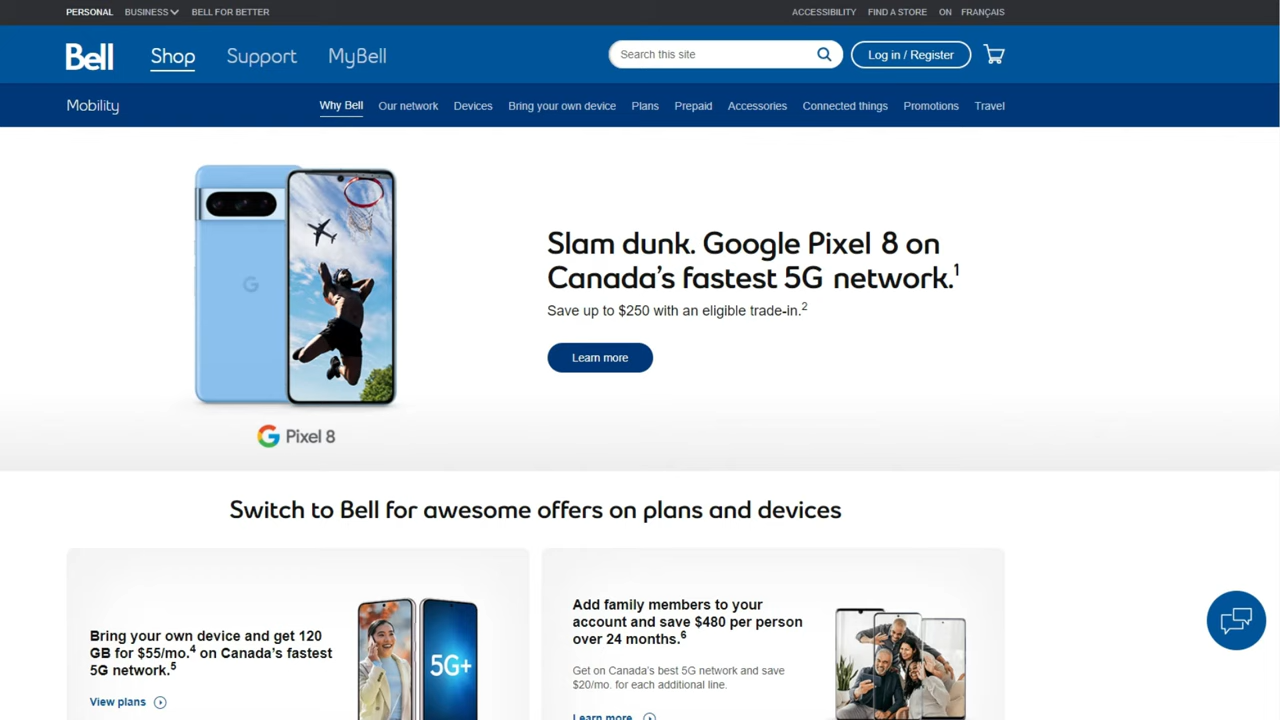 PERSONAL BUSINESS BELL FOR BETTER ACCESSIBILITY FIND A STORE ON FRANÇAIS
Bell Shop Support MyBell Search this site Log in / Register
Mobility Why Bell Our network Devices Bring your own device Plans Prepaid Accessories Connected things Promotions Travel
Slam dunk. Google Pixel 8 on
Canada's fastest 5G network.1
Save up to $250 with an eligible trade-in.2
Learn more
G
G Pixel 8
Switch to Bell for awesome offers on plans and devices
Bring your own device and get 120
GB for $55/mo.4 on Canada's fastest
5G network.5
View plans
5G+
Add family members to your
account and save $480 per person
over 24 months.6
Get on Canada's best 5G network and save
$20/mo. for each additional line.
Learn more